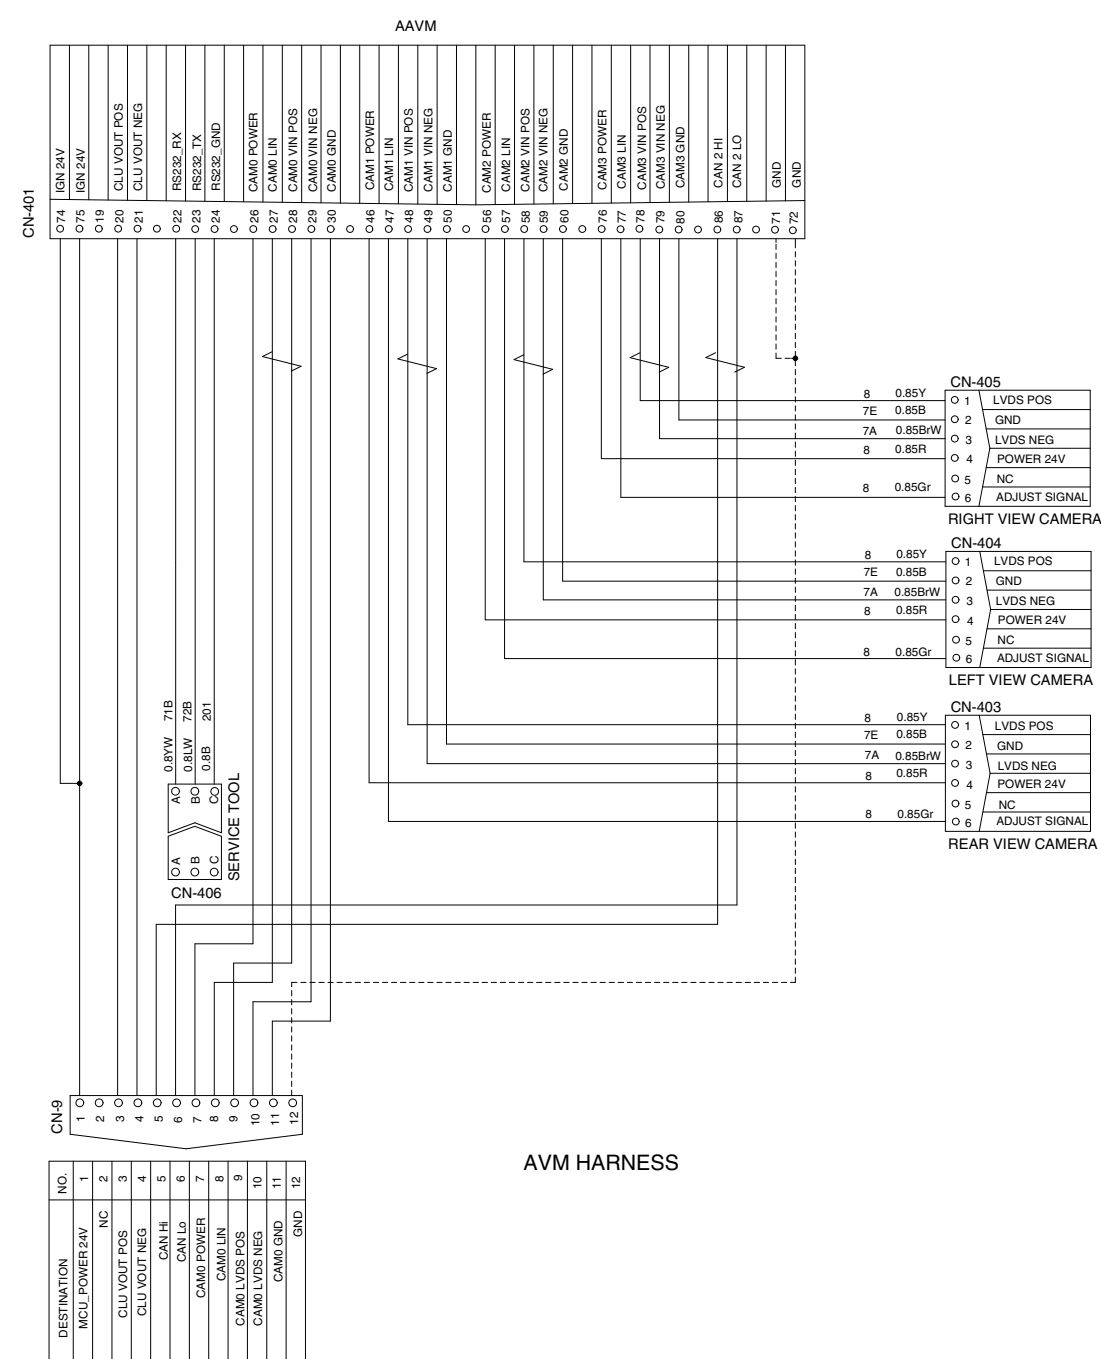 AAVM
CN-401
IGN 24V
IGN 24V
CLU VOUT POS
CLU VOUT NEG
RS232_RX
RS232_TX
RS232_GND
CAM0 POWER
CAM0 LIN
CAM0 VIN POS
CAM0 VIN NEG
CAM0 GND
CAM1 POWER
CAM1 LIN
CAM1 VIN POS
CAM1 VIN NEG
CAM1 GND
CAM2 POWER
CAM2 LIN
CAM2 VIN POS
CAM2 VIN NEG
CAM2 GND
CAM3 POWER
CAM3 LIN
CAM3 VIN POS
CAM3 VIN NEG
CAM3 GND
CAN 2 HI
CAN 2 LO
GND
GND
74 75 19 20 21 22 23 24 26 27 28 29 30 46 47 48 49 50 56 57 58 59 60 76 77 78 79 80 86 87 71 72
CN-405
8 0.85Y 1 LVDS POS
7E 0.85B 2 GND
7A 0.85BrW 3 LVDS NEG
8 0.85R 4 POWER 24V
5 NC
8 0.85Gr 6 ADJUST SIGNAL
RIGHT VIEW CAMERA
CN-404
8 0.85Y 1 LVDS POS
7E 0.85B 2 GND
7A 0.85BrW 3 LVDS NEG
8 0.85R 4 POWER 24V
5 NC
8 0.85Gr 6 ADJUST SIGNAL
LEFT VIEW CAMERA
CN-403
8 0.85Y 1 LVDS POS
7E 0.85B 2 GND
7A 0.85BrW 3 LVDS NEG
8 0.85R 4 POWER 24V
5 NC
8 0.85Gr 6 ADJUST SIGNAL
REAR VIEW CAMERA
0.8YW 71B
0.8LW 72B
0.8B 201
A B C
A B C
SERVICE TOOL
CN-406
CN-9
1 2 3 4 5 6 7 8 9 10 11 12
AVM HARNESS
DESTINATION NO.
MCU_POWER 24V 1
NC 2
CLU VOUT POS 3
CLU VOUT NEG 4
CAN Hi 5
CAN Lo 6
CAM0 POWER 7
CAM0 LIN 8
CAM0 LVDS POS 9
CAM0 LVDS NEG 10
CAM0 GND 11
GND 12